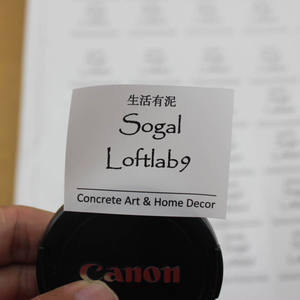 生活有泥
Sogal
Loftlab9
Concrete Art & Home Decor
Canon